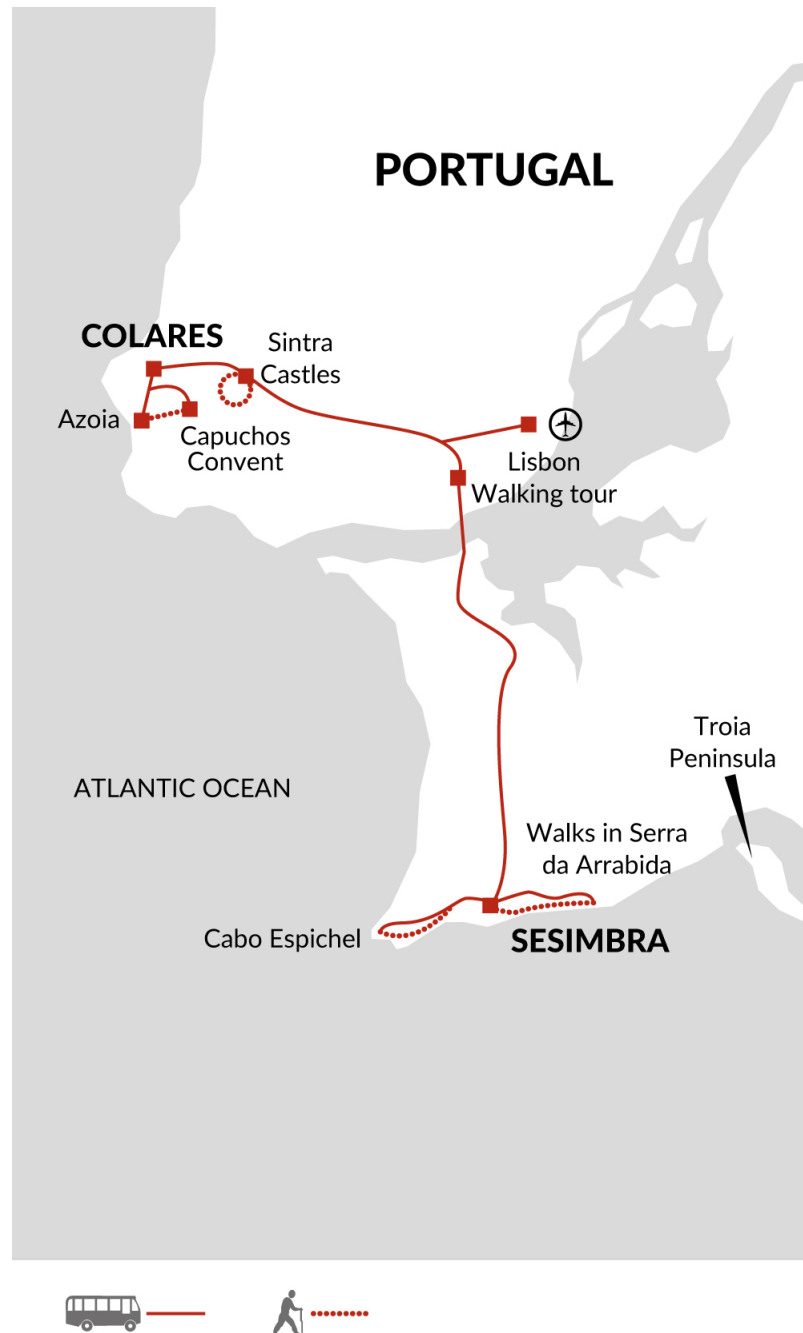 PORTUGAL
COLARES
Sintra
Castles
Azoia
Capuchos
Convent
Lisbon
Walking tour
Troia
Peninsula
ATLANTIC OCEAN
Walks in Serra
da Arrabida
Cabo Espichel
SESIMBRA